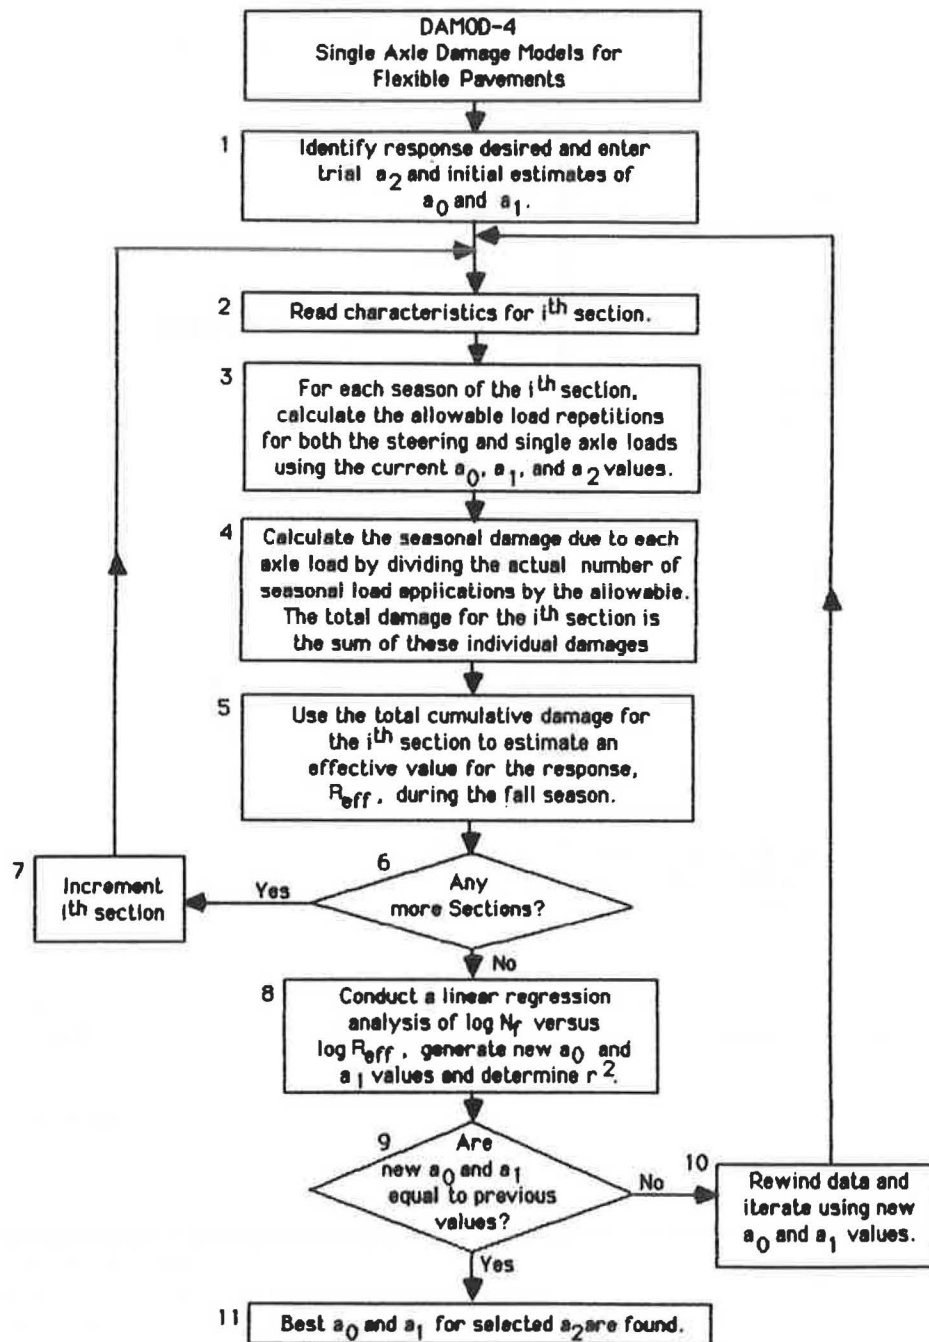 DAMOD-4
Single Axle Damage Models for
Flexible Pavements
1
Identify response desired and enter
trial a2 and initial estimates of
a0 and a1.
2
Read characteristics for ith section.
3
For each season of the ith section,
calculate the allowable load repetitions
for both the steering and single axle loads
using the current a0, a1, and a2 values.
4
Calculate the seasonal damage due to each
axle load by dividing the actual number of
seasonal load applications by the allowable.
The total damage for the ith section is
the sum of these individual damages
5
Use the total cumulative damage for
the ith section to estimate an
effective value for the response,
Reff, during the fall season.
6
Any
more Sections?
Yes
7
Increment
ith section
No
8
Conduct a linear regression
analysis of log Nf versus
log Reff, generate new a0 and
a1 values and determine r2.
9
Are
new a0 and a1
equal to previous
values?
No
10
Rewind data and
iterate using new
a0 and a1 values.
Yes
11
Best a0 and a1 for selected a2 are found.